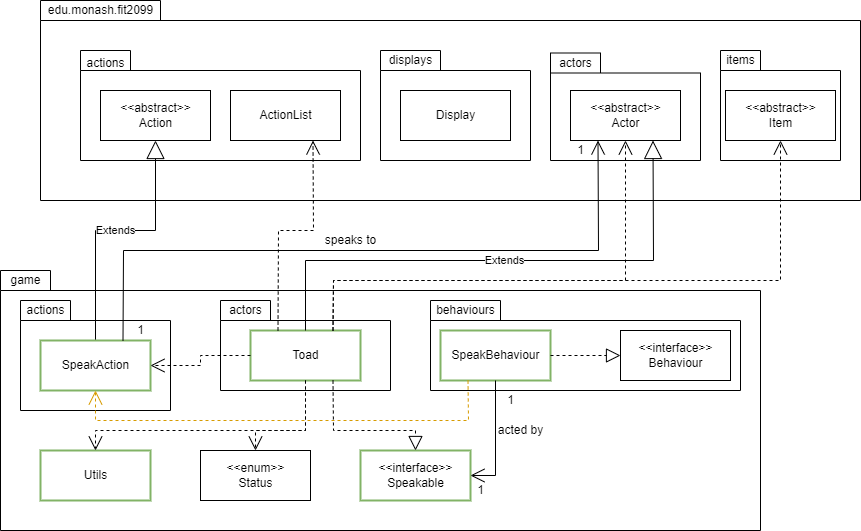 edu.monash.fit2099
actions
displays
actors
items
<<abstract>>
Action
ActionList
Display
<<abstract>>
Actor
<<abstract>>
Item
1
Extends
speaks to
Extends
game
actions
actors
behaviours
1
SpeakAction
Toad
SpeakBehaviour
<<interface>>
Behaviour
1
acted by
Utils
<<enum>>
Status
<<interface>>
Speakable
1